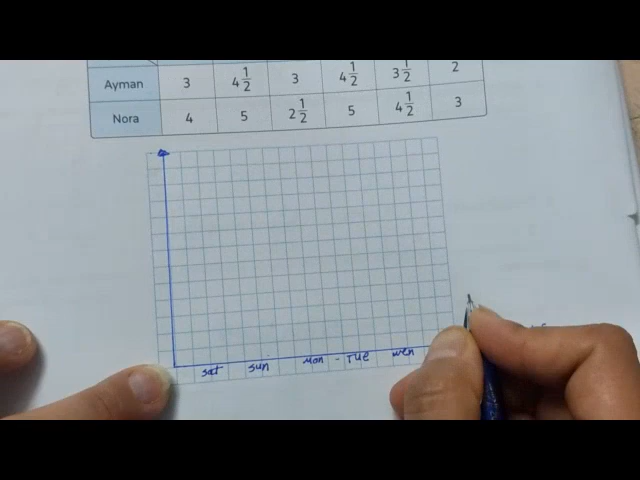 Ayman 3 4 1/2 3 4 1/2 3 1/2 2
Nora 4 5 2 1/2 5 4 1/2 3
sat sun Mon - Tue wen